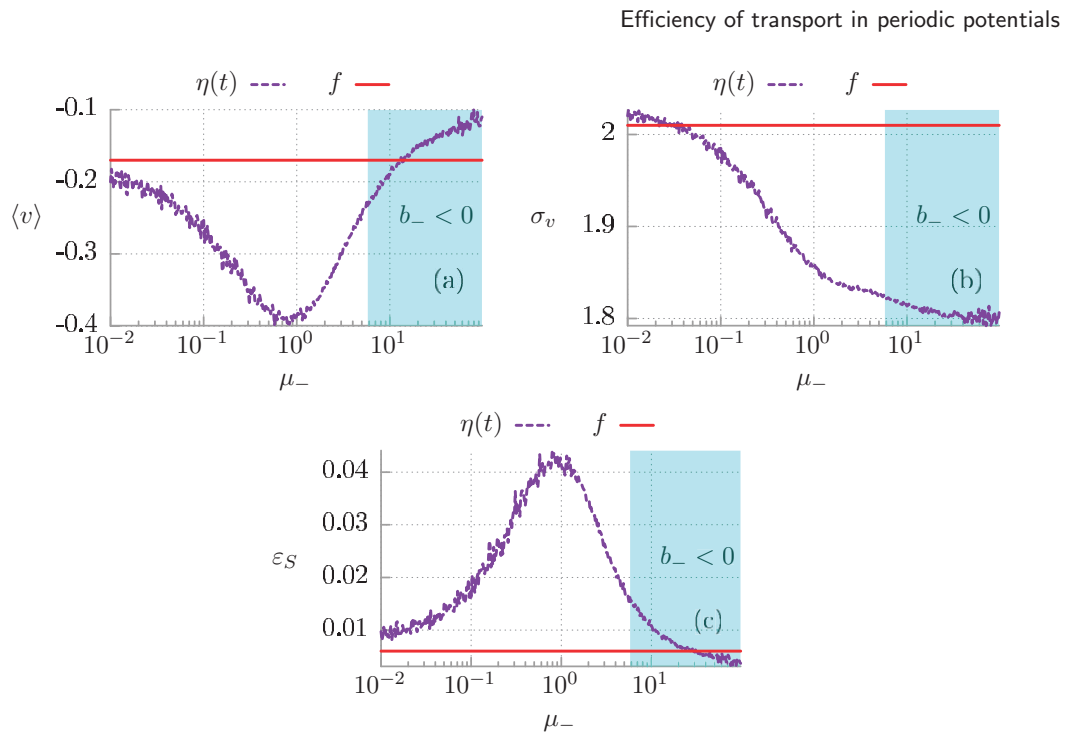 Efficiency of transport in periodic potentials
η(t) f
-0.1
-0.2
⟨v⟩
-0.3
-0.4
b₋ < 0
(a)
10⁻² 10⁻¹ 10⁰ 10¹
μ₋
η(t) f
2
1.9
σᵥ
1.8
b₋ < 0
(b)
10⁻² 10⁻¹ 10⁰ 10¹
μ₋
η(t) f
0.04
0.03
εS
0.02
0.01
b₋ < 0
(c)
10⁻² 10⁻¹ 10⁰ 10¹
μ₋